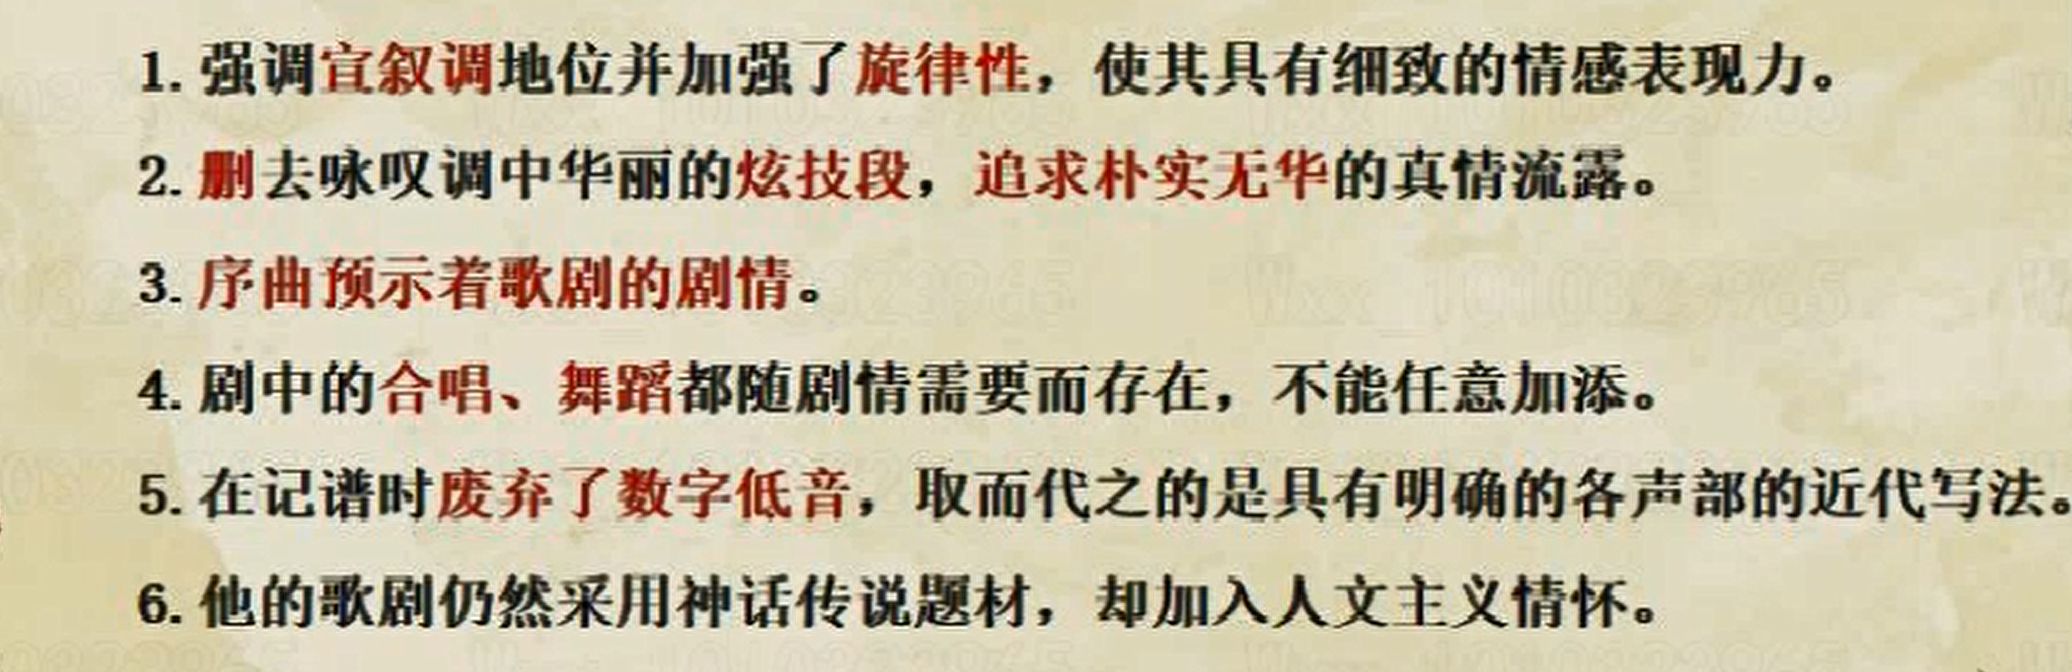 1. 强调宣叙调地位并加强了旋律性，使其具有细致的情感表现力。
2. 删去咏叹调中华丽的炫技段，追求朴实无华的真情流露。
3. 序曲预示着歌剧的剧情。
4. 剧中的合唱、舞蹈都随剧情需要而存在，不能任意加添。
5. 在记谱时废弃了数字低音，取而代之的是具有明确的各声部的近代写法。
6. 他的歌剧仍然采用神话传说题材，却加入人文主义情怀。